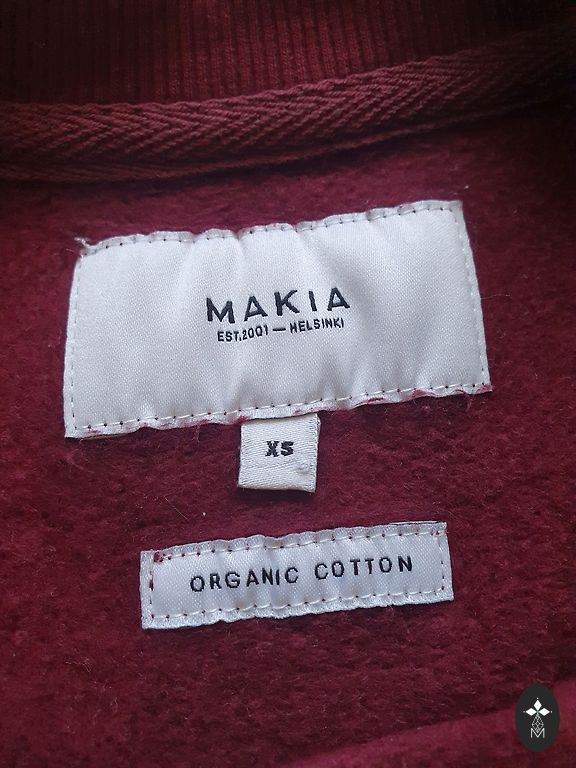 MAKIA
EST.2001 — HELSINKI
XS
ORGANIC COTTON
M